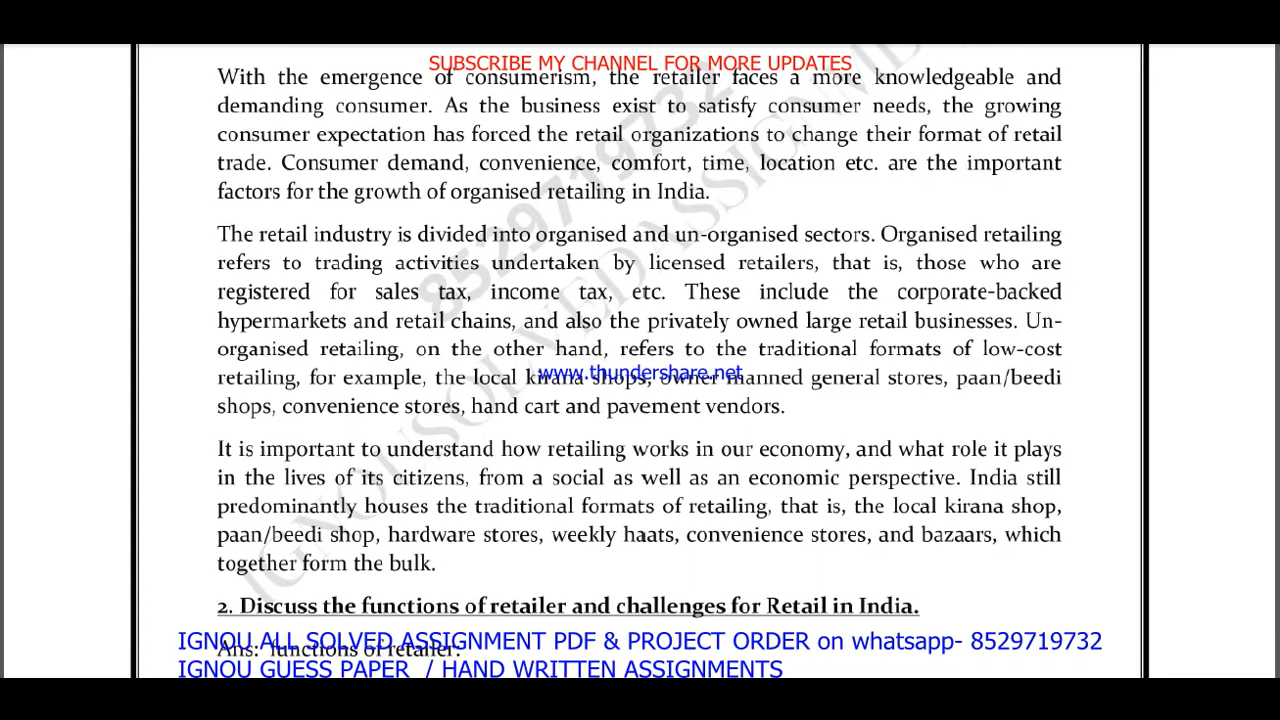 SUBSCRIBE MY CHANNEL FOR MORE UPDATES
With the emergence of consumerism, the retailer faces a more knowledgeable and
demanding consumer. As the business exist to satisfy consumer needs, the growing
consumer expectation has forced the retail organizations to change their format of retail
trade. Consumer demand, convenience, comfort, time, location etc. are the important
factors for the growth of organised retailing in India.
The retail industry is divided into organised and un-organised sectors. Organised retailing
refers to trading activities undertaken by licensed retailers, that is, those who are
registered for sales tax, income tax, etc. These include the corporate-backed
hypermarkets and retail chains, and also the privately owned large retail businesses. Un-
organised retailing, on the other hand, refers to the traditional formats of low-cost
www.thundershare.net
retailing, for example, the local kirana shops, owner manned general stores, paan/beedi
shops, convenience stores, hand cart and pavement vendors.
It is important to understand how retailing works in our economy, and what role it plays
in the lives of its citizens, from a social as well as an economic perspective. India still
predominantly houses the traditional formats of retailing, that is, the local kirana shop,
paan/beedi shop, hardware stores, weekly haats, convenience stores, and bazaars, which
together form the bulk.
2. Discuss the functions of retailer and challenges for Retail in India.
IGNOU ALL SOLVED ASSIGNMENT PDF & PROJECT ORDER on whatsapp- 8529719732
Ans: functions of retailer:
IGNOU GUESS PAPER / HAND WRITTEN ASSIGNMENTS
8529719732
IGNOU SOLVED ASSIGNME